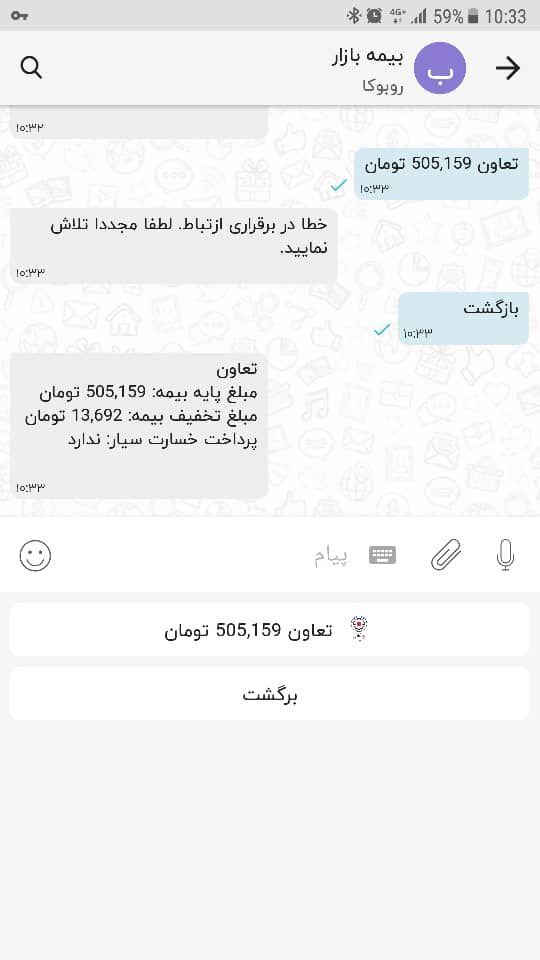 59% 10:33
4G+
بیمه بازار
روبوکا
ب
۱۰:۳۲
تعاون 505,159 تومان
۱۰:۳۳
خطا در برقراری ارتباط. لطفا مجددا تلاش
نمایید.
۱۰:۳۳
بازگشت
۱۰:۳۳
تعاون
مبلغ پایه بیمه: 505,159 تومان
مبلغ تخفیف بیمه: 13,692 تومان
پرداخت خسارت سیار: ندارد
۱۰:۳۳
پیام
تعاون 505,159 تومان
برگشت